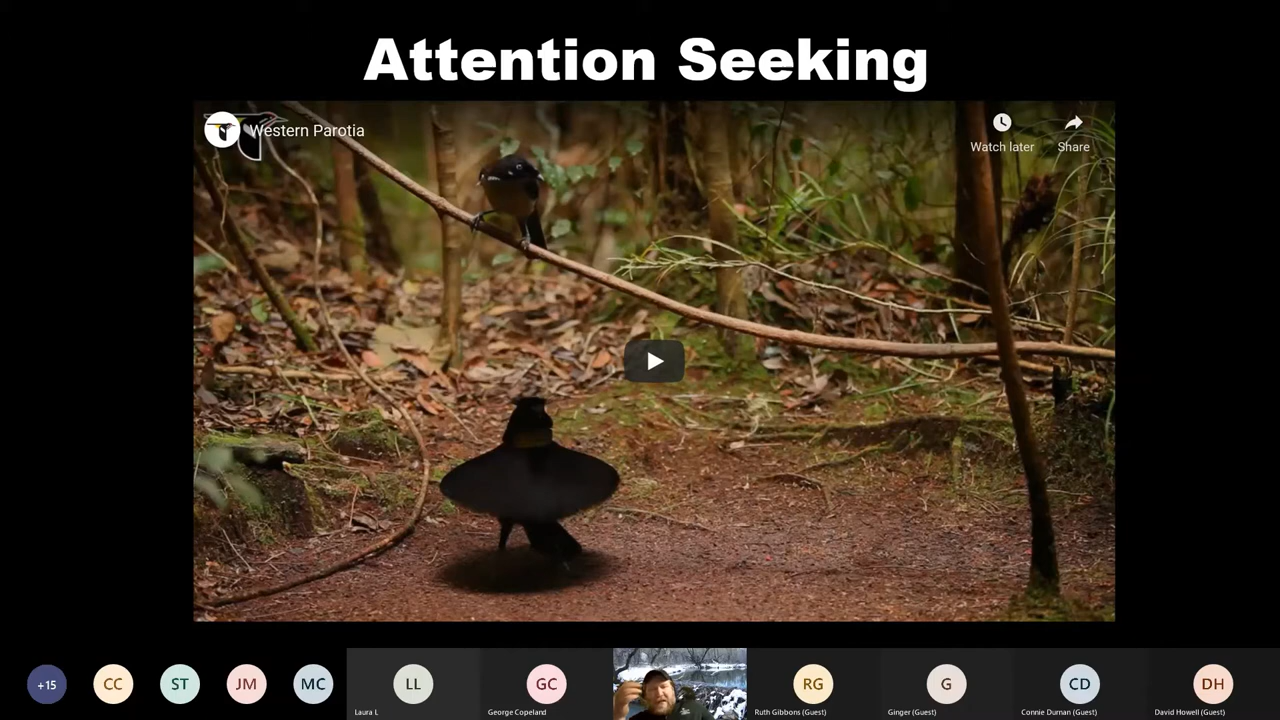 Attention Seeking
Western Parotia
Watch later
Share
+15
CC
ST
JM
MC
LL
GC
RG
G
CD
DH
Laura L
George Copeland
Ruth Gibbons (Guest)
Ginger (Guest)
Connie Durnan (Guest)
David Howell (Guest)